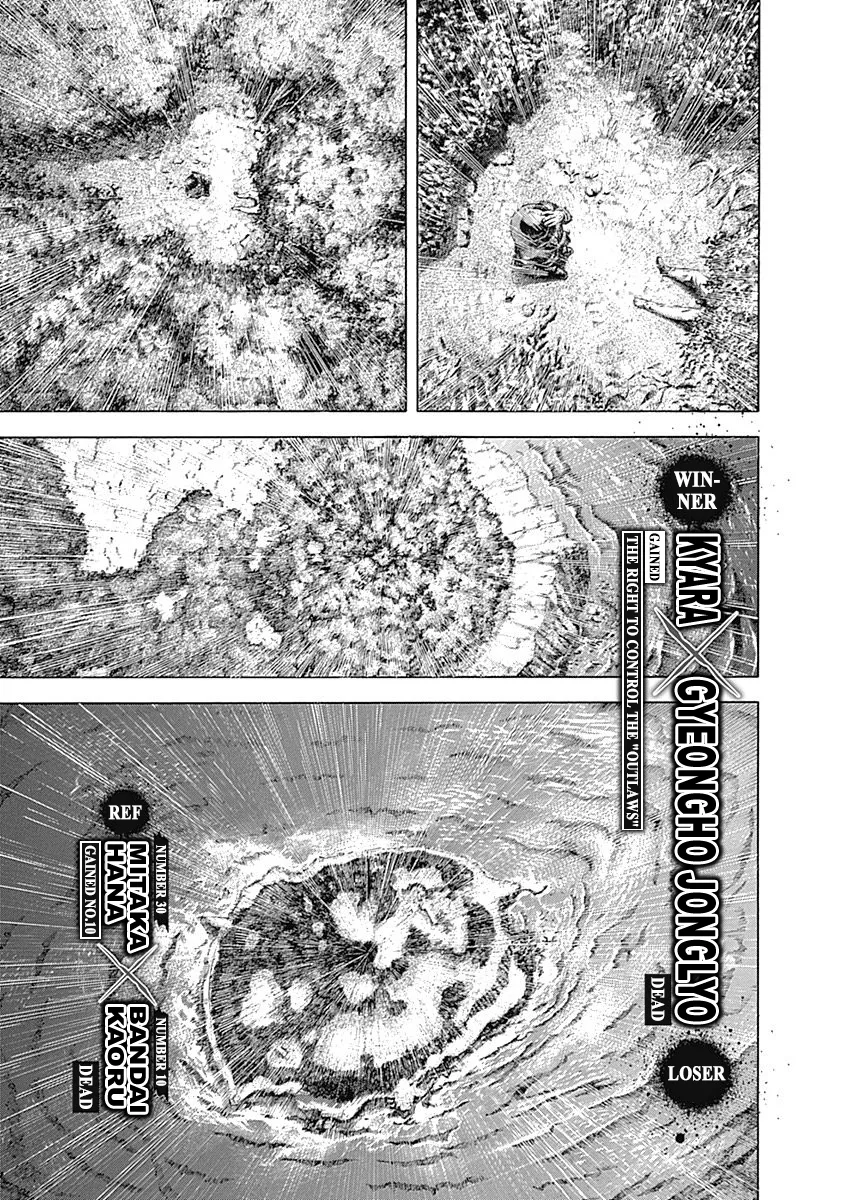 WIN-
NER
KYARA
GYEONGHO JONGLYO
GAINED
THE RIGHT TO CONTROL THE "OUTLAWS"
DEAD
LOSER
REF
NUMBER 30
MITAKA
HANA
GAINED NO.10
NUMBER 10
BANDAI
KAORU
DEAD